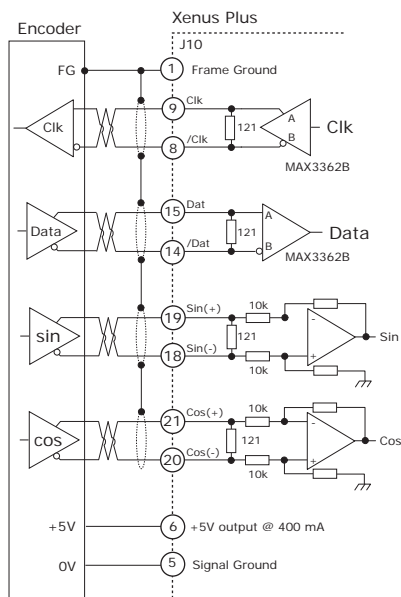 Xenus Plus
Encoder
J10
FG 1 Frame Ground
9 Clk
Clk 121 A B Clk
8 /Clk
MAX3362B
15 Dat
Data 121 A B Data
14 /Dat
MAX3362B
19 Sin(+) 10k
sin 121 - + Sin
18 Sin(-) 10k
21 Cos(+) 10k
cos 121 - + Cos
20 Cos(-) 10k
+5V 6 +5V output @ 400 mA
0V 5 Signal Ground